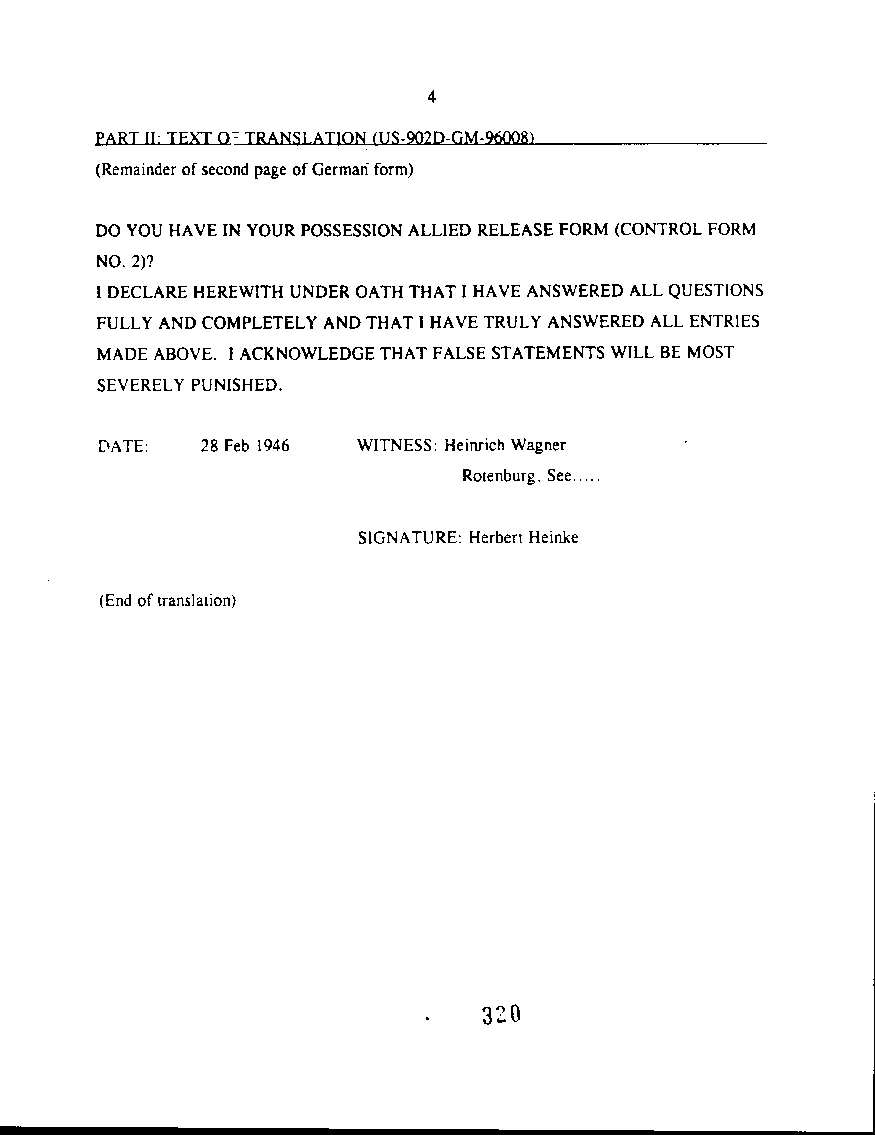 4
PART II: TEXT OF TRANSLATION (US-902D-GM-96008)
(Remainder of second page of German form)
DO YOU HAVE IN YOUR POSSESSION ALLIED RELEASE FORM (CONTROL FORM
NO. 2)?
I DECLARE HEREWITH UNDER OATH THAT I HAVE ANSWERED ALL QUESTIONS
FULLY AND COMPLETELY AND THAT I HAVE TRULY ANSWERED ALL ENTRIES
MADE ABOVE. I ACKNOWLEDGE THAT FALSE STATEMENTS WILL BE MOST
SEVERELY PUNISHED.
DATE: 28 Feb 1946 WITNESS: Heinrich Wagner
Rotenburg, See.....
SIGNATURE: Herbert Heinke
(End of translation)
320